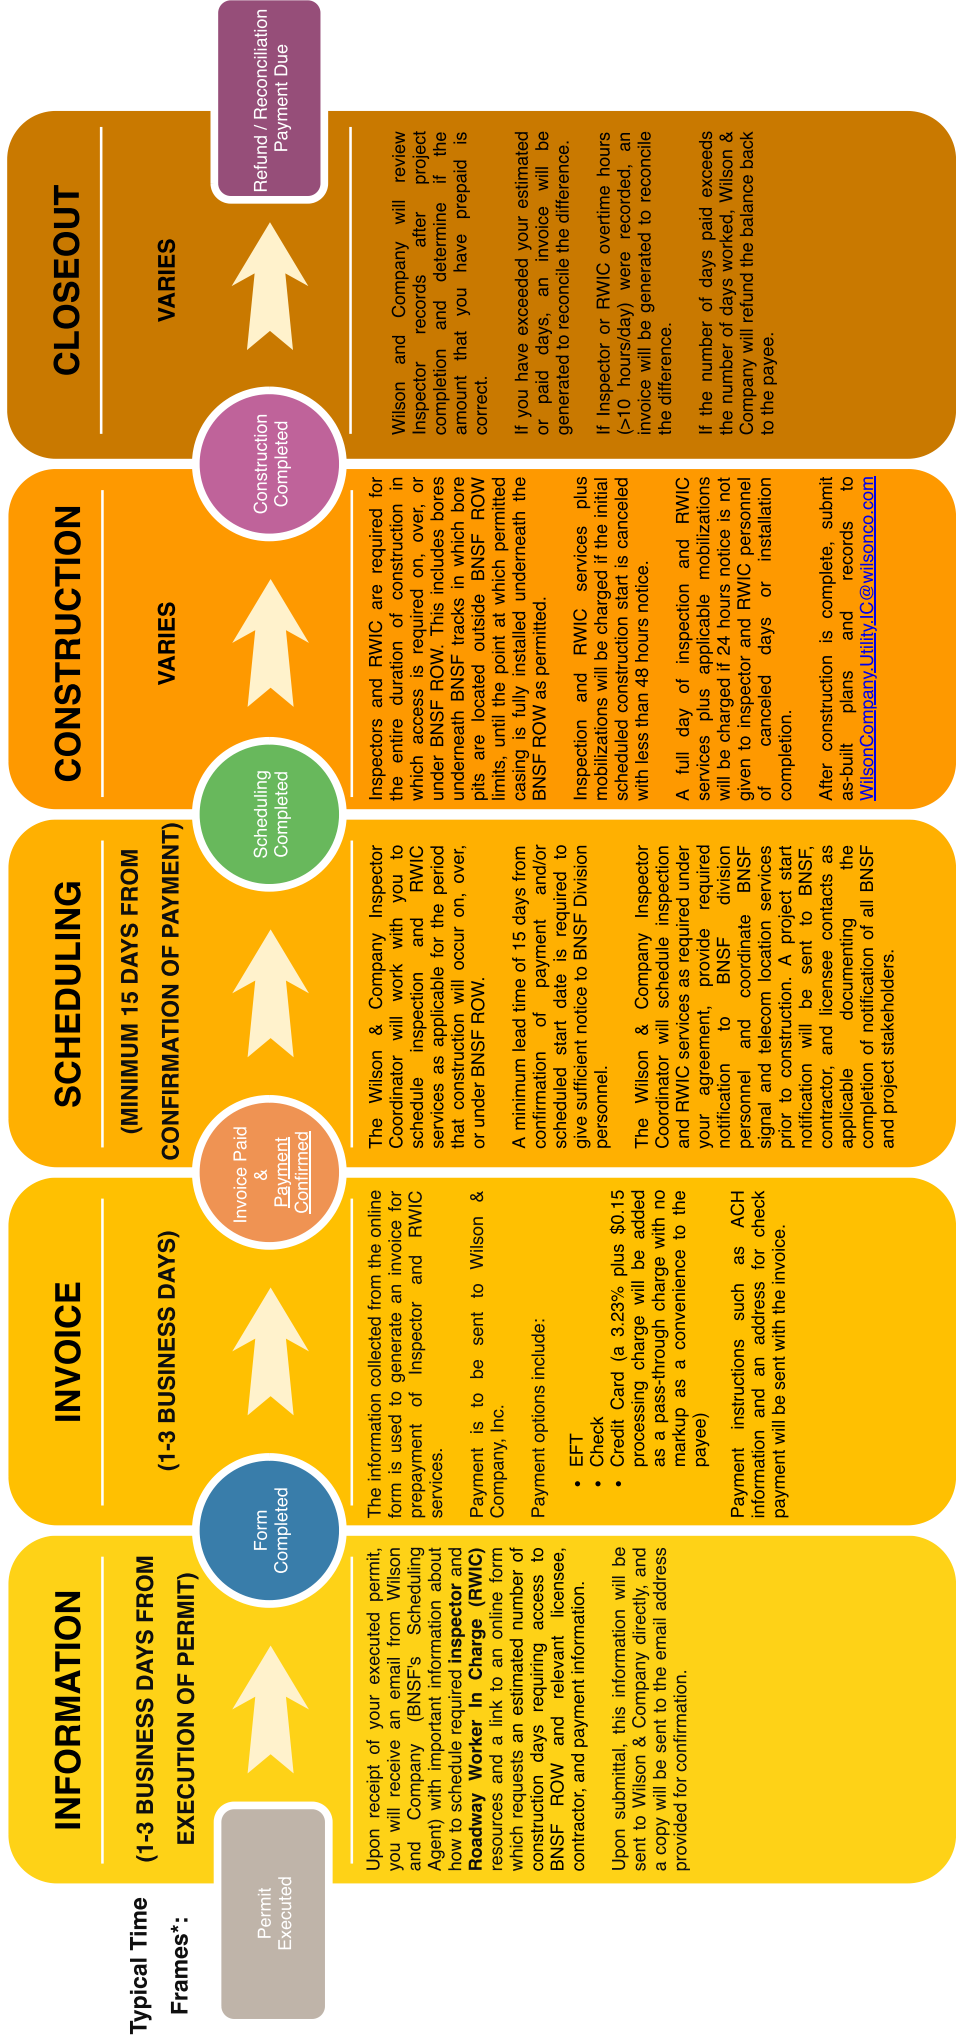 Typical Time
Frames*:
Permit
Executed
INFORMATION
(1-3 BUSINESS DAYS FROM
EXECUTION OF PERMIT)
Upon receipt of your executed permit,
you will receive an email from Wilson
and Company (BNSF's Scheduling
Agent) with important information about
how to schedule required inspector and
Roadway Worker In Charge (RWIC)
resources and a link to an online form
which requests an estimated number of
construction days requiring access to
BNSF ROW and relevant licensee,
contractor, and payment information.
Upon submittal, this information will be
sent to Wilson & Company directly, and
a copy will be sent to the email address
provided for confirmation.
Form
Completed
INVOICE
(1-3 BUSINESS DAYS)
The information collected from the online
form is used to generate an invoice for
prepayment of Inspector and RWIC
services.
Payment is to be sent to Wilson &
Company, Inc.
Payment options include:
• EFT
• Check
• Credit Card (a 3.23% plus $0.15
processing charge will be added
as a pass-through charge with no
markup as a convenience to the
payee)
Payment instructions such as ACH
information and an address for check
payment will be sent with the invoice.
Invoice Paid
&
Payment
Confirmed
SCHEDULING
(MINIMUM 15 DAYS FROM
CONFIRMATION OF PAYMENT)
The Wilson & Company Inspector
Coordinator will work with you to
schedule inspection and RWIC
services as applicable for the period
that construction will occur on, over,
or under BNSF ROW.
A minimum lead time of 15 days from
confirmation of payment and/or
scheduled start date is required to
give sufficient notice to BNSF Division
personnel.
The Wilson & Company Inspector
Coordinator will schedule inspection
and RWIC services as required under
your agreement, provide required
notification to BNSF division
personnel and coordinate BNSF
signal and telecom location services
prior to construction. A project start
notification will be sent to BNSF,
contractor, and licensee contacts as
applicable documenting the
completion of notification of all BNSF
and project stakeholders.
Scheduling
Completed
CONSTRUCTION
VARIES
Inspectors and RWIC are required for
the entire duration of construction in
which access is required on, over, or
under BNSF ROW. This includes bores
underneath BNSF tracks in which bore
pits are located outside BNSF ROW
limits, until the point at which permitted
casing is fully installed underneath the
BNSF ROW as permitted.
Inspection and RWIC services plus
mobilizations will be charged if the initial
scheduled construction start is canceled
with less than 48 hours notice.
A full day of inspection and RWIC
services plus applicable mobilizations
will be charged if 24 hours notice is not
given to inspector and RWIC personnel
of canceled days or installation
completion.
After construction is complete, submit
as-built plans and records to
WilsonCompany.Utility.IC@wilsonco.com
Construction
Completed
CLOSEOUT
VARIES
Wilson and Company will review
Inspector records after project
completion and determine if the
amount that you have prepaid is
correct.
If you have exceeded your estimated
or paid days, an invoice will be
generated to reconcile the difference.
If Inspector or RWIC overtime hours
(>10 hours/day) were recorded, an
invoice will be generated to reconcile
the difference.
If the number of days paid exceeds
the number of days worked, Wilson &
Company will refund the balance back
to the payee.
Refund / Reconciliation
Payment Due